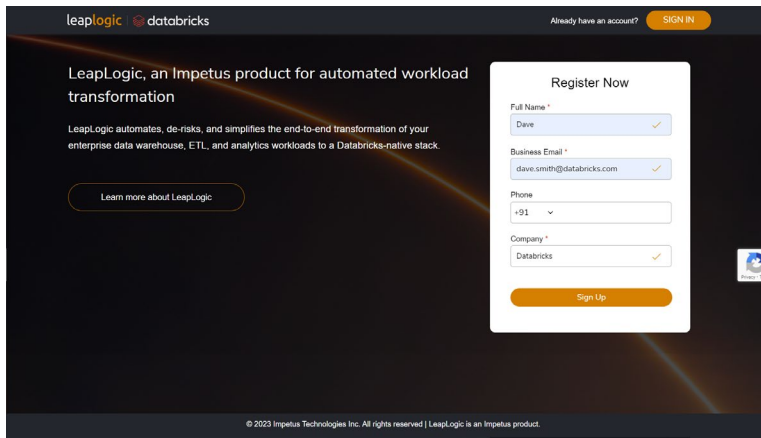 leaplogic databricks
Already have an account? SIGN IN
LeapLogic, an Impetus product for automated workload
transformation
LeapLogic automates, de-risks, and simplifies the end-to-end transformation of your
enterprise data warehouse, ETL, and analytics workloads to a Databricks-native stack.
Learn more about LeapLogic
Register Now
Full Name *
Dave
Business Email *
dave.smith@databricks.com
Phone
+91
Company *
Databricks
Sign Up
Privacy
© 2023 Impetus Technologies Inc. All rights reserved | LeapLogic is an Impetus product.